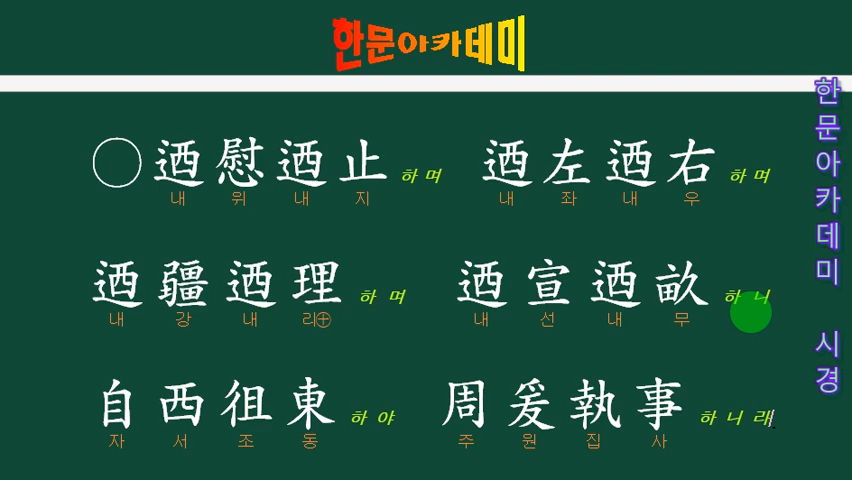 한문아카데미
○迺慰迺止하며 迺左迺右하며
내 위 내 지 내 좌 내 우
迺疆迺理하며 迺宣迺畝하니
내 강 내 리㊉ 내 선 내 무
自西徂東하야 周爰執事하니래
자 서 조 동 주 원 집 사
한문아카데미 시경